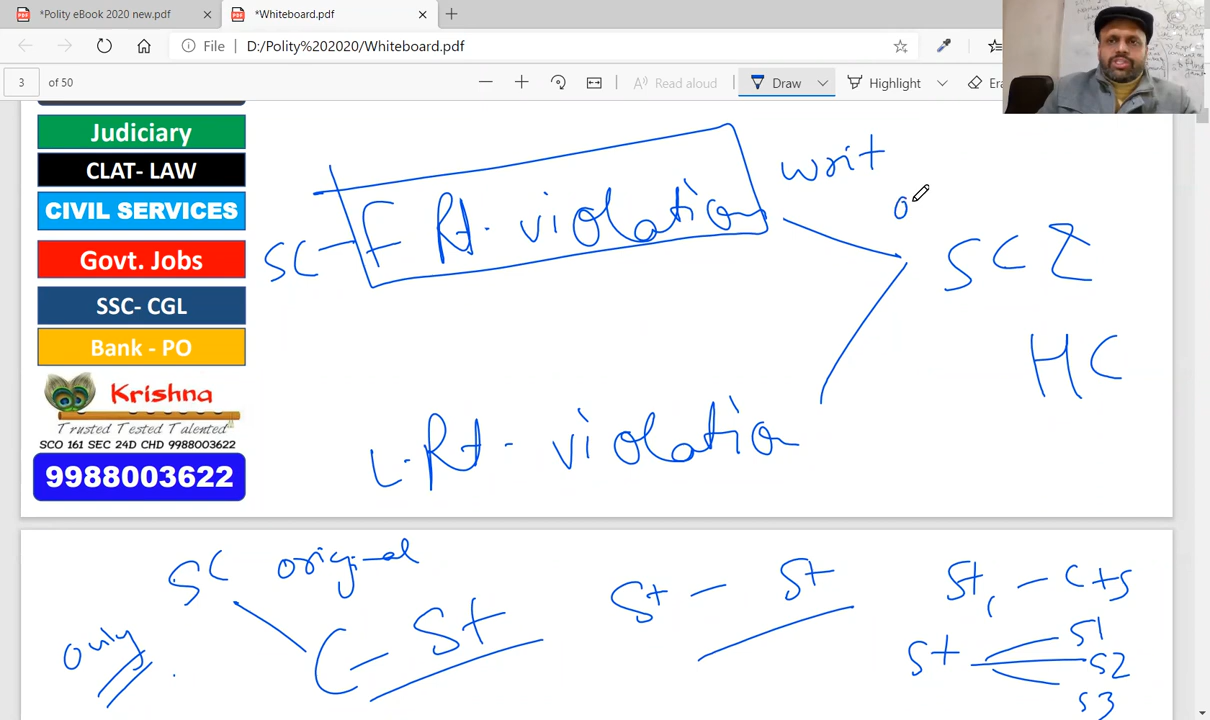 *Polity eBook 2020 new.pdf
*Whiteboard.pdf
File D:/Polity%202020/Whiteboard.pdf
3 of 50
Read aloud
Draw
Highlight
Era
Judiciary
CLAT- LAW
CIVIL SERVICES
Govt. Jobs
SSC- CGL
Bank - PO
Krishna
Trusted Tested Talented
SCO 161 SEC 24D CHD 9988003622
9988003622
writ
o
SC - F Rt. violation
SC &
HC
L. Rt - violation
SC original
only
C - St
St - St
St, - C + S
St
S1
S2
S3